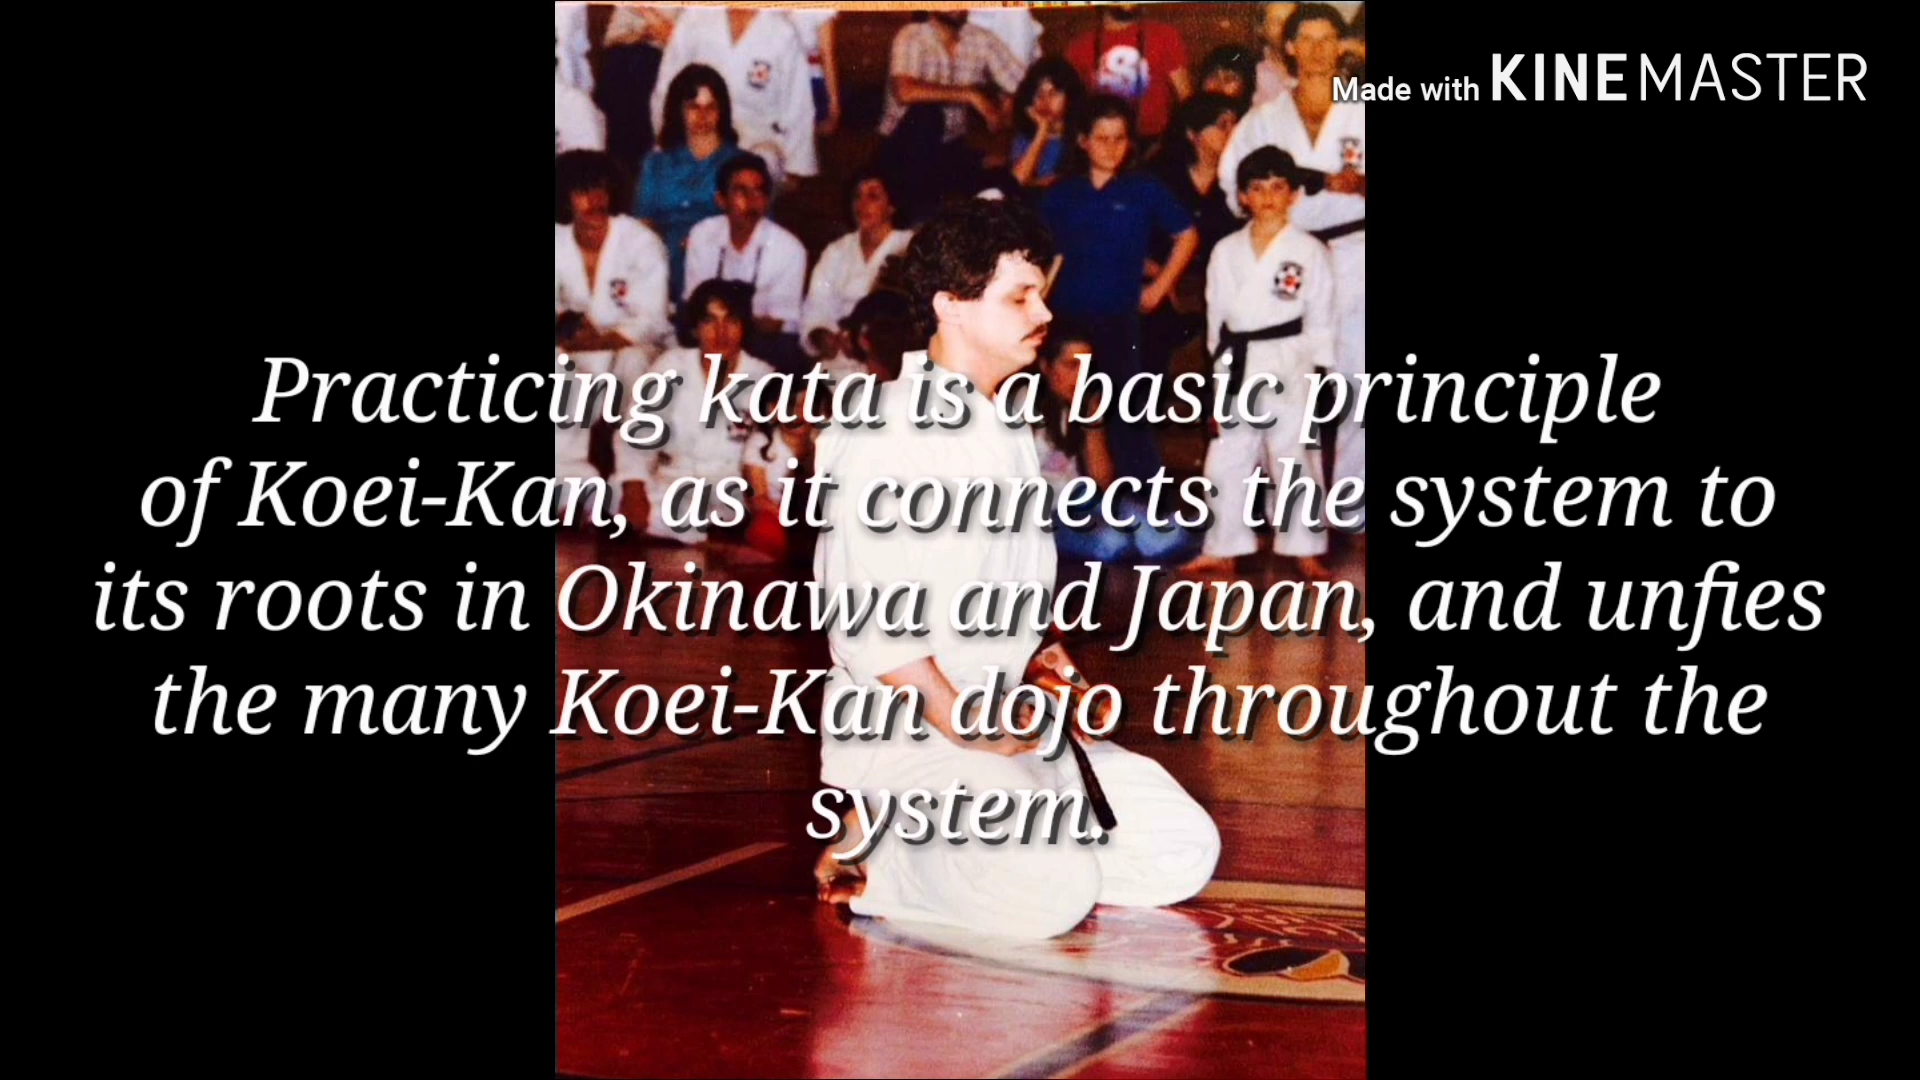 Made with KINEMASTER
Practicing kata is a basic principle
of Koei-Kan, as it connects the system to
its roots in Okinawa and Japan, and unfies
the many Koei-Kan dojo throughout the
system.